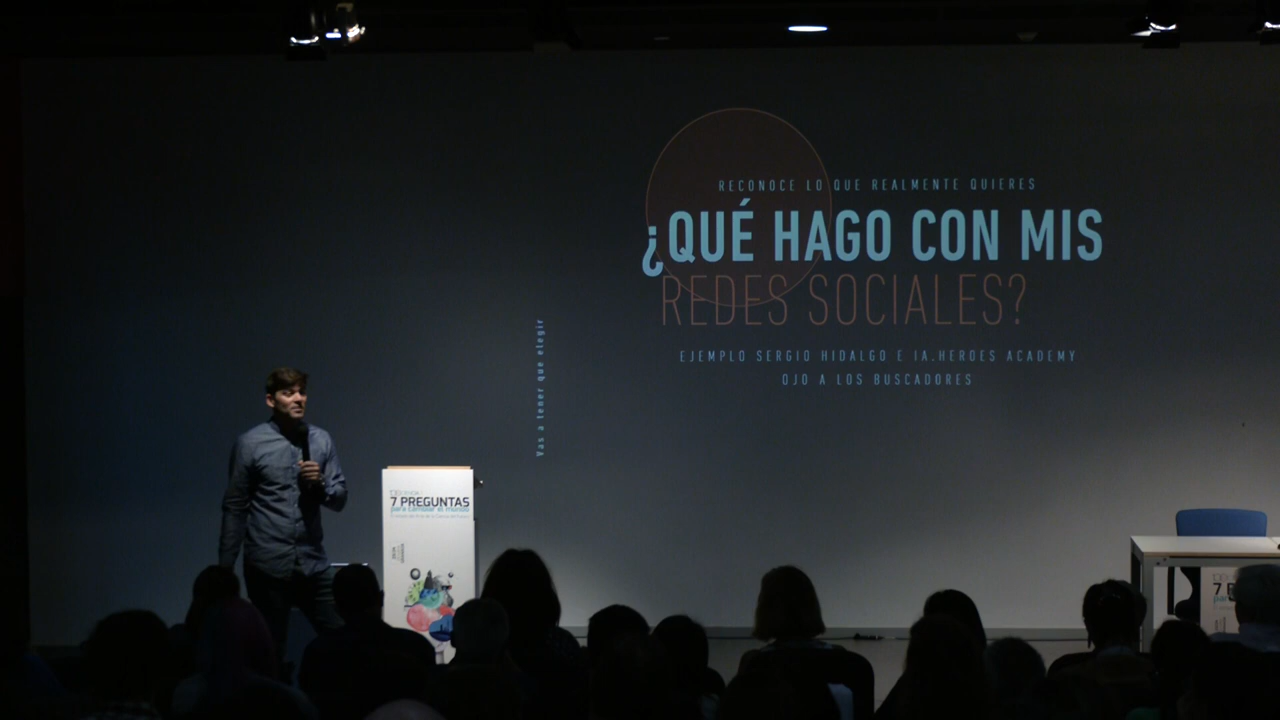 RECONOCE LO QUE REALMENTE QUIERES
¿QUÉ HAGO CON MIS
REDES SOCIALES?
EJEMPLO SERGIO HIDALGO E IA.HEROES ACADEMY
OJO A LOS BUSCADORES
Vas a tener que elegir
7 PREGUNTAS
para cambiar el mundo